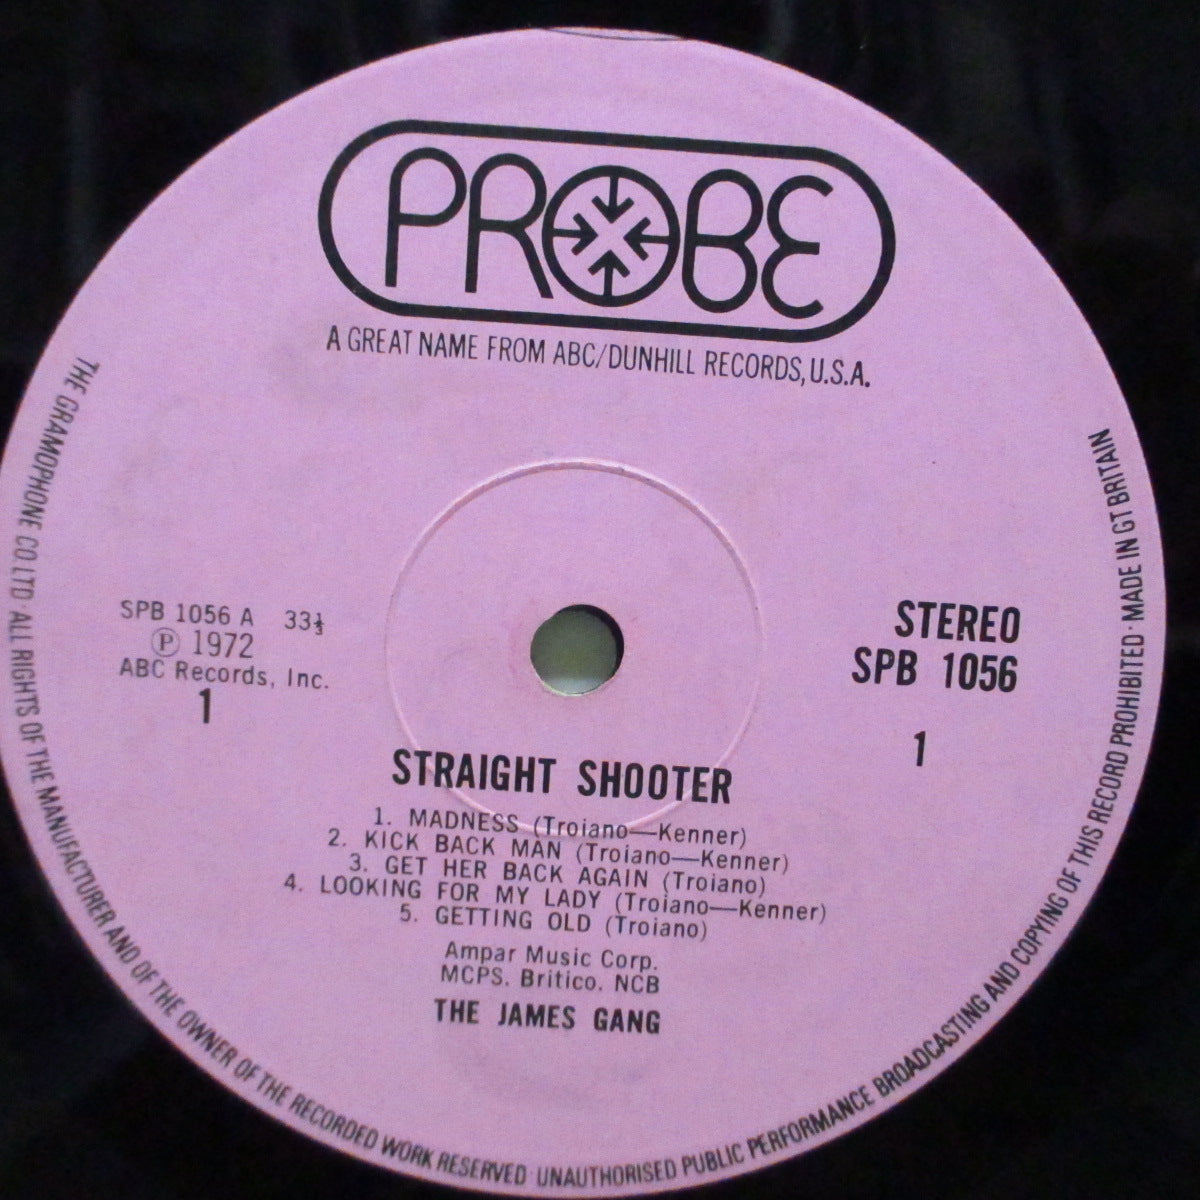 PROBE
A GREAT NAME FROM ABC/DUNHILL RECORDS, U.S.A.
THE GRAMOPHONE CO. LTD · ALL RIGHTS OF THE MANUFACTURER AND OF THE OWNER OF THE RECORDED WORK RESERVED · UNAUTHORISED PUBLIC PERFORMANCE BROADCASTING AND COPYING OF THIS RECORD PROHIBITED · MADE IN GT BRITAIN
SPB 1056 A 33⅓
Ⓟ 1972
ABC Records, Inc.
1
STEREO
SPB 1056
1
STRAIGHT SHOOTER
1. MADNESS (Troiano—Kenner)
2. KICK BACK MAN (Troiano—Kenner)
3. GET HER BACK AGAIN (Troiano)
4. LOOKING FOR MY LADY (Troiano—Kenner)
5. GETTING OLD (Troiano)
Ampar Music Corp.
MCPS. Britico. NCB
THE JAMES GANG